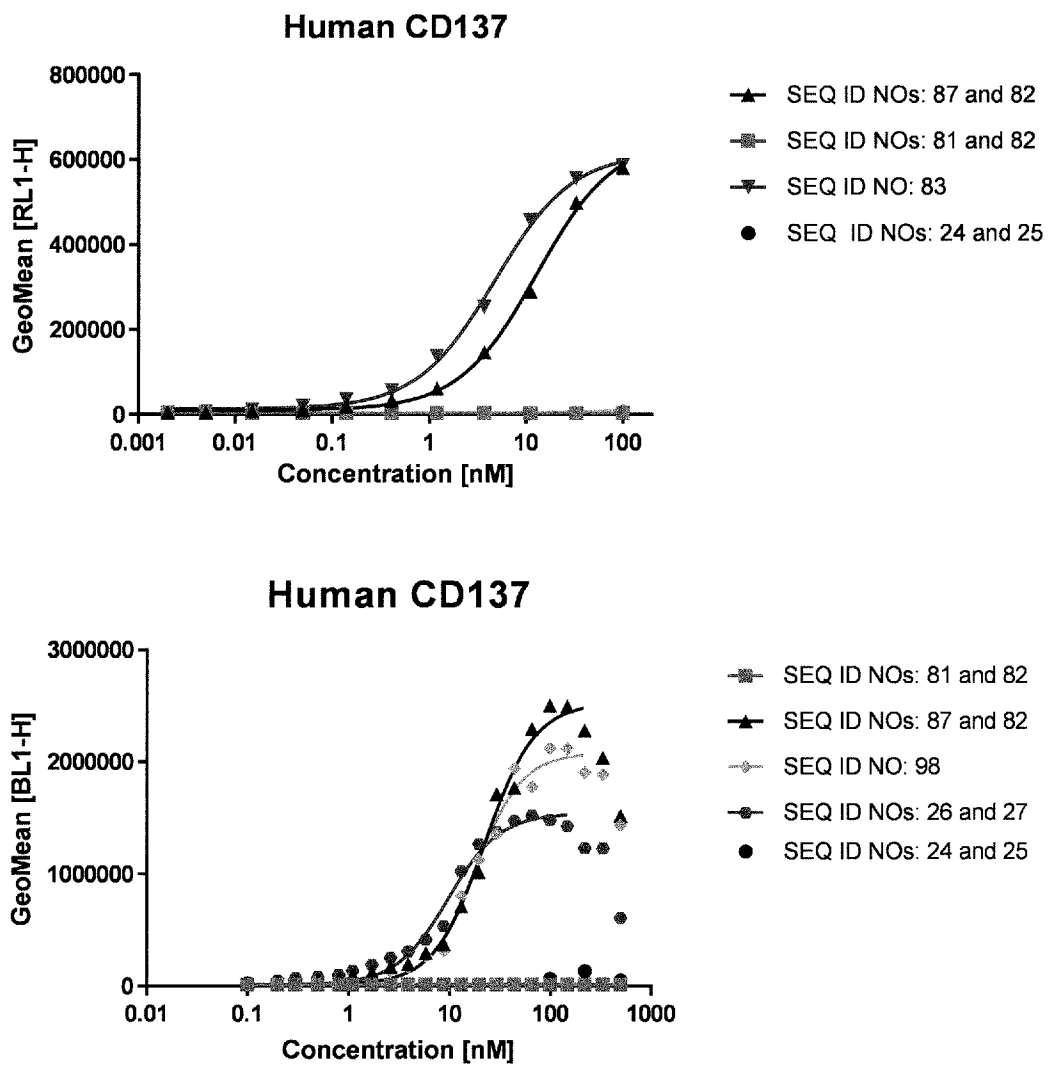 Human CD137
800000
600000
400000
200000
0
GeoMean [RL1-H]
0.001
0.01
0.1
1
10
100
Concentration [nM]
SEQ ID NOs: 87 and 82
SEQ ID NOs: 81 and 82
SEQ ID NO: 83
SEQ ID NOs: 24 and 25
Human CD137
3000000
2000000
1000000
0
GeoMean [BL1-H]
0.01
0.1
1
10
100
1000
Concentration [nM]
SEQ ID NOs: 81 and 82
SEQ ID NOs: 87 and 82
SEQ ID NO: 98
SEQ ID NOs: 26 and 27
SEQ ID NOs: 24 and 25